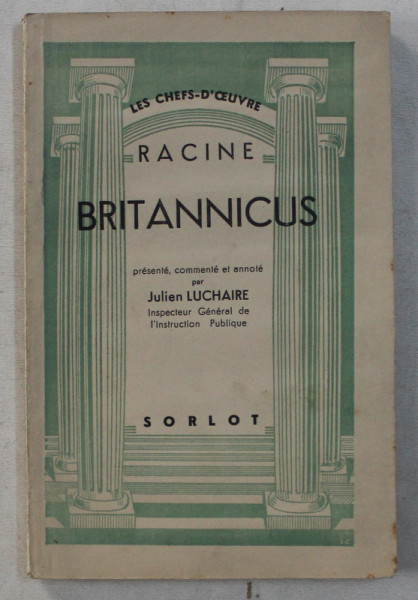 LES CHEFS-D'ŒUVRE
RACINE
BRITANNICUS
présenté, commenté et annoté
par
Julien LUCHAIRE
Inspecteur Général de
l'Instruction Publique
SORLOT